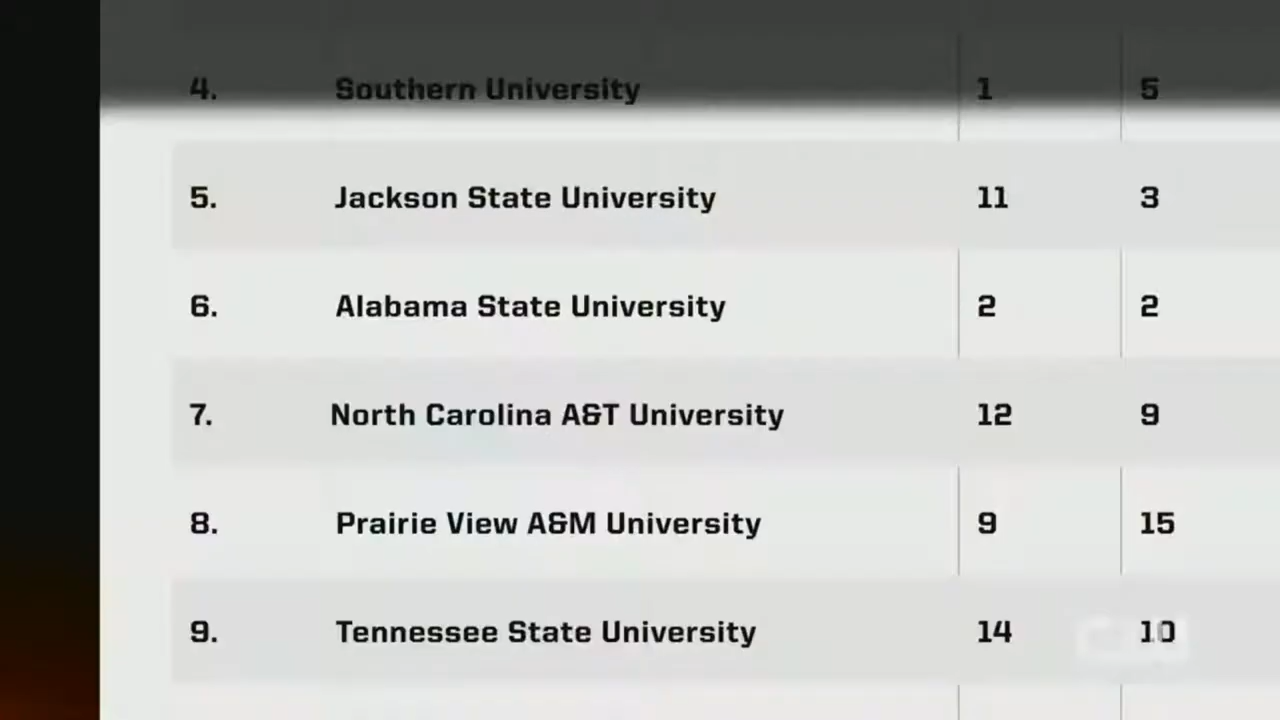 4. Southern University 1 5
5. Jackson State University 11 3
6. Alabama State University 2 2
7. North Carolina A&T University 12 9
8. Prairie View A&M University 9 15
9. Tennessee State University 14 10